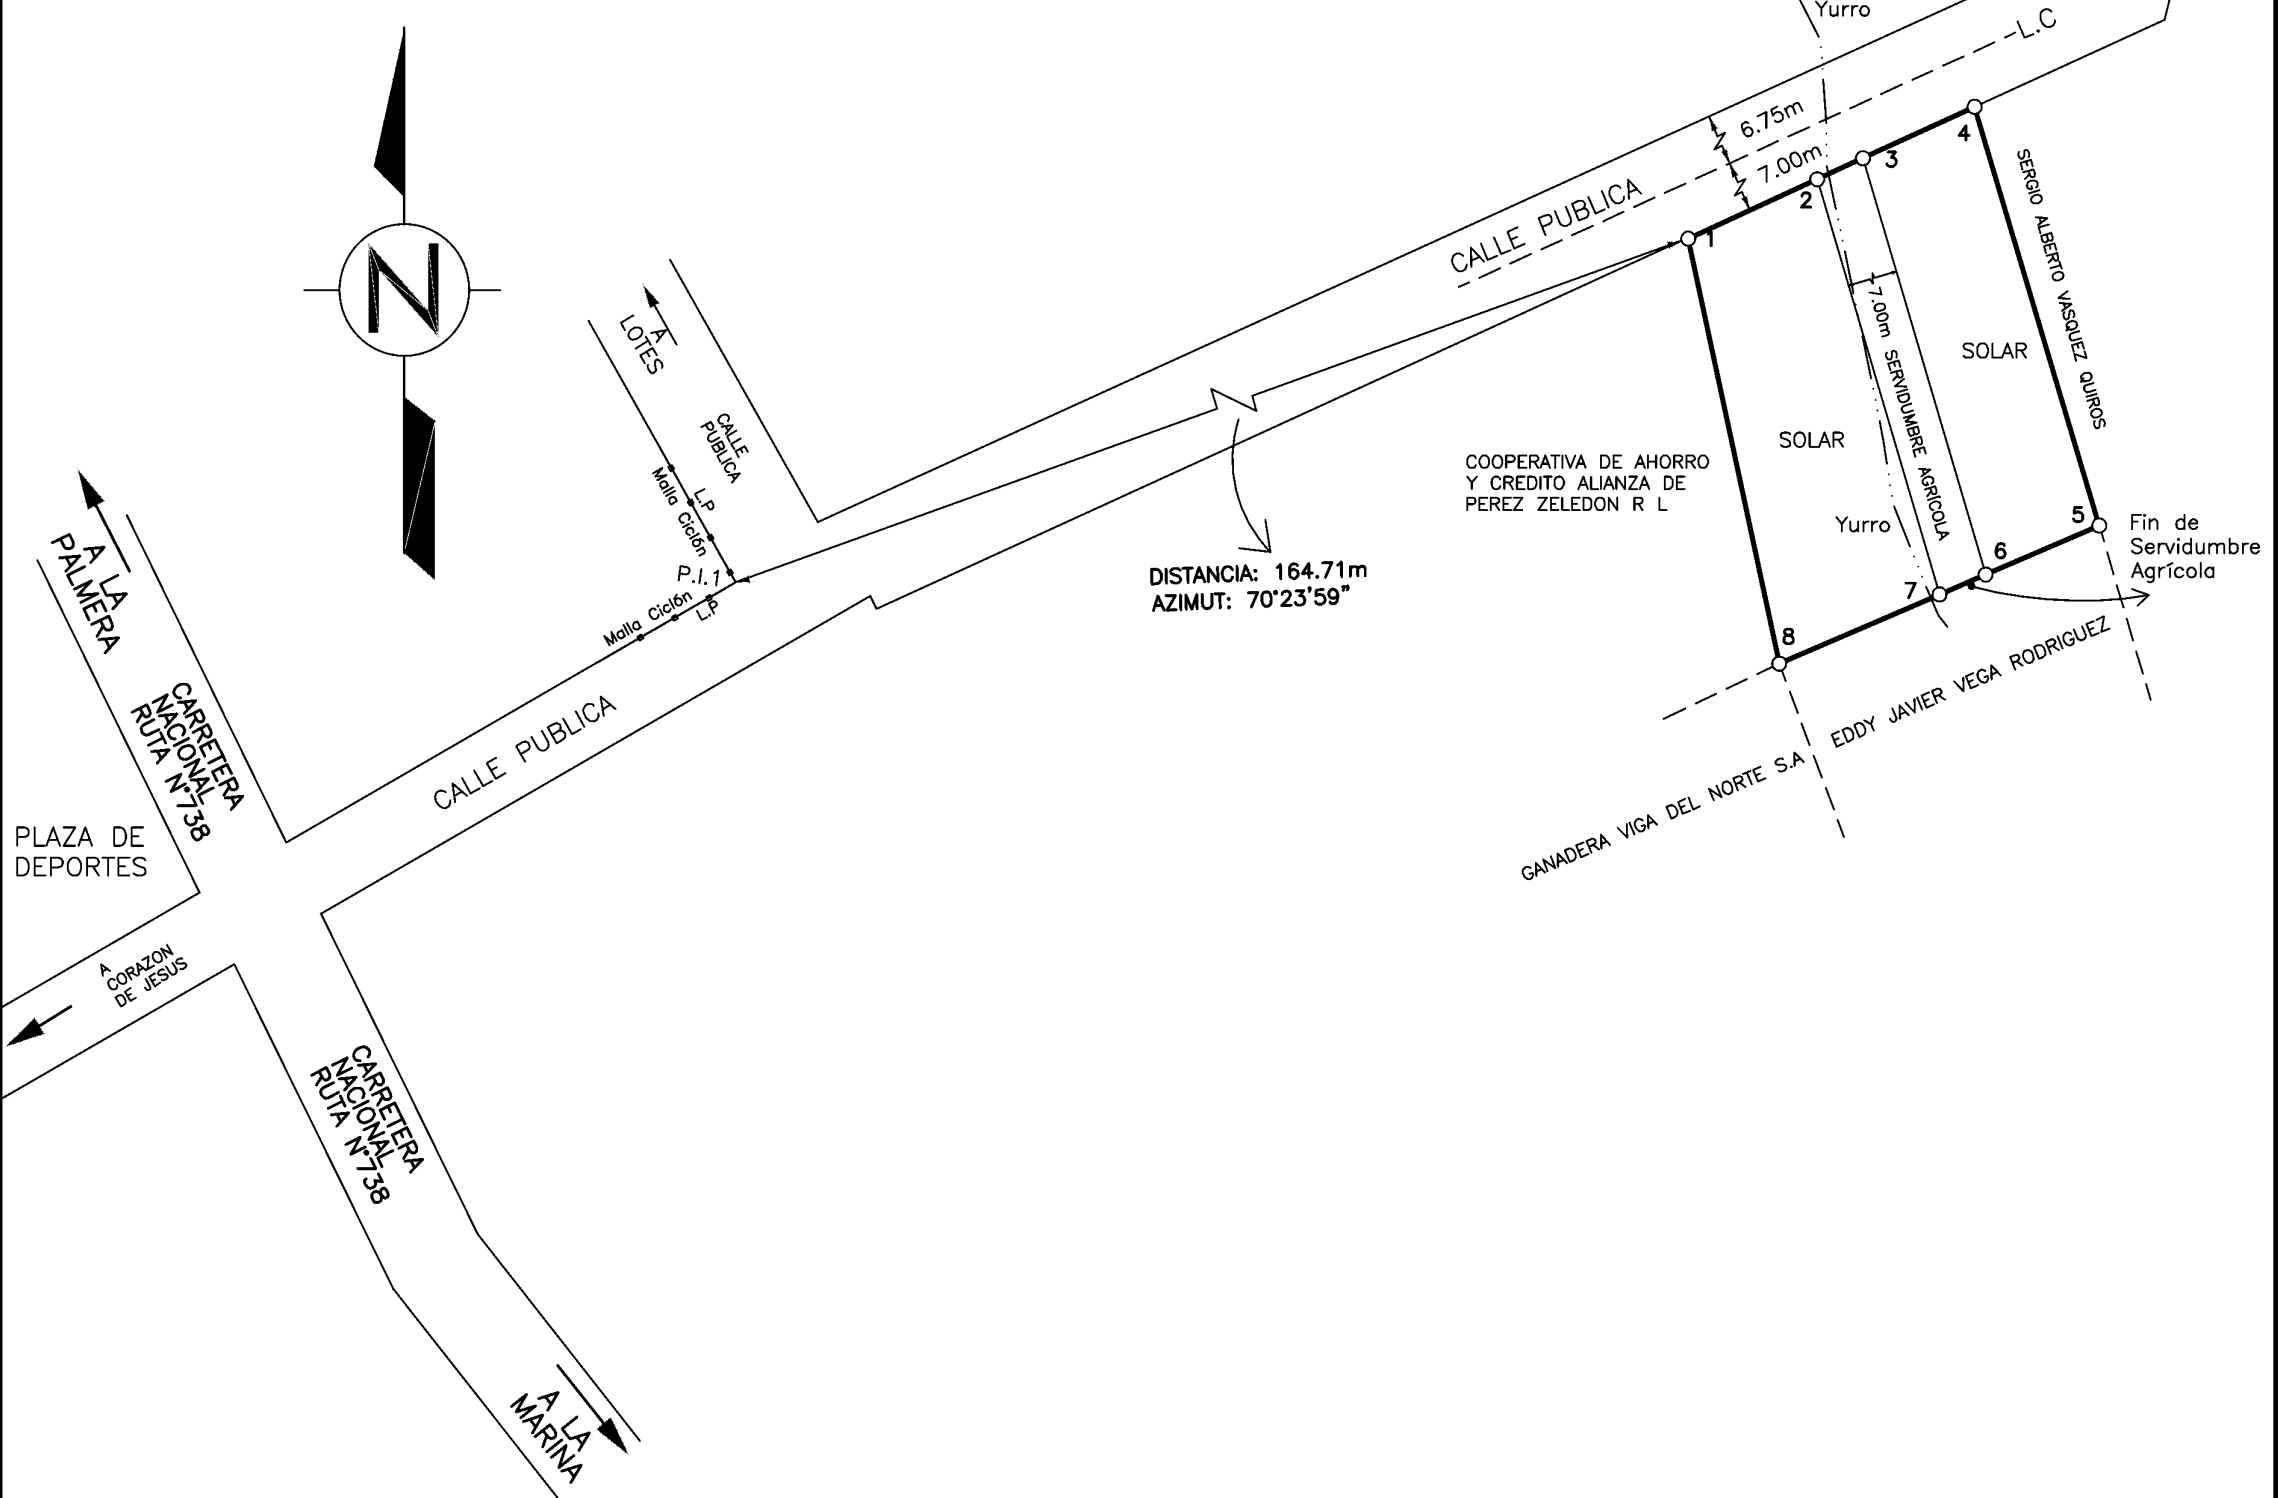 Yurro
L.C
6.75m
7.00m
CALLE PUBLICA
1
2
3
4
SERGIO ALBERTO VASQUEZ QUIROS
N
A
LOTES
CALLE
PUBLICA
Malla Ciclón
L.P
P.I.1
Malla Ciclón
L.P
7.00m SERVIDUMBRE AGRICOLA
SOLAR
SOLAR
COOPERATIVA DE AHORRO
Y CREDITO ALIANZA DE
PEREZ ZELEDON R L
Yurro
5
6
7
8
Fin de
Servidumbre
Agrícola
DISTANCIA: 164.71m
AZIMUT: 70°23'59"
EDDY JAVIER VEGA RODRIGUEZ
GANADERA VIGA DEL NORTE S.A
A LA
PALMERA
CARRETERA
NACIONAL
RUTA N°738
CALLE PUBLICA
PLAZA DE
DEPORTES
A
CORAZON
DE JESUS
CARRETERA
NACIONAL
RUTA N°738
A LA
MARINA